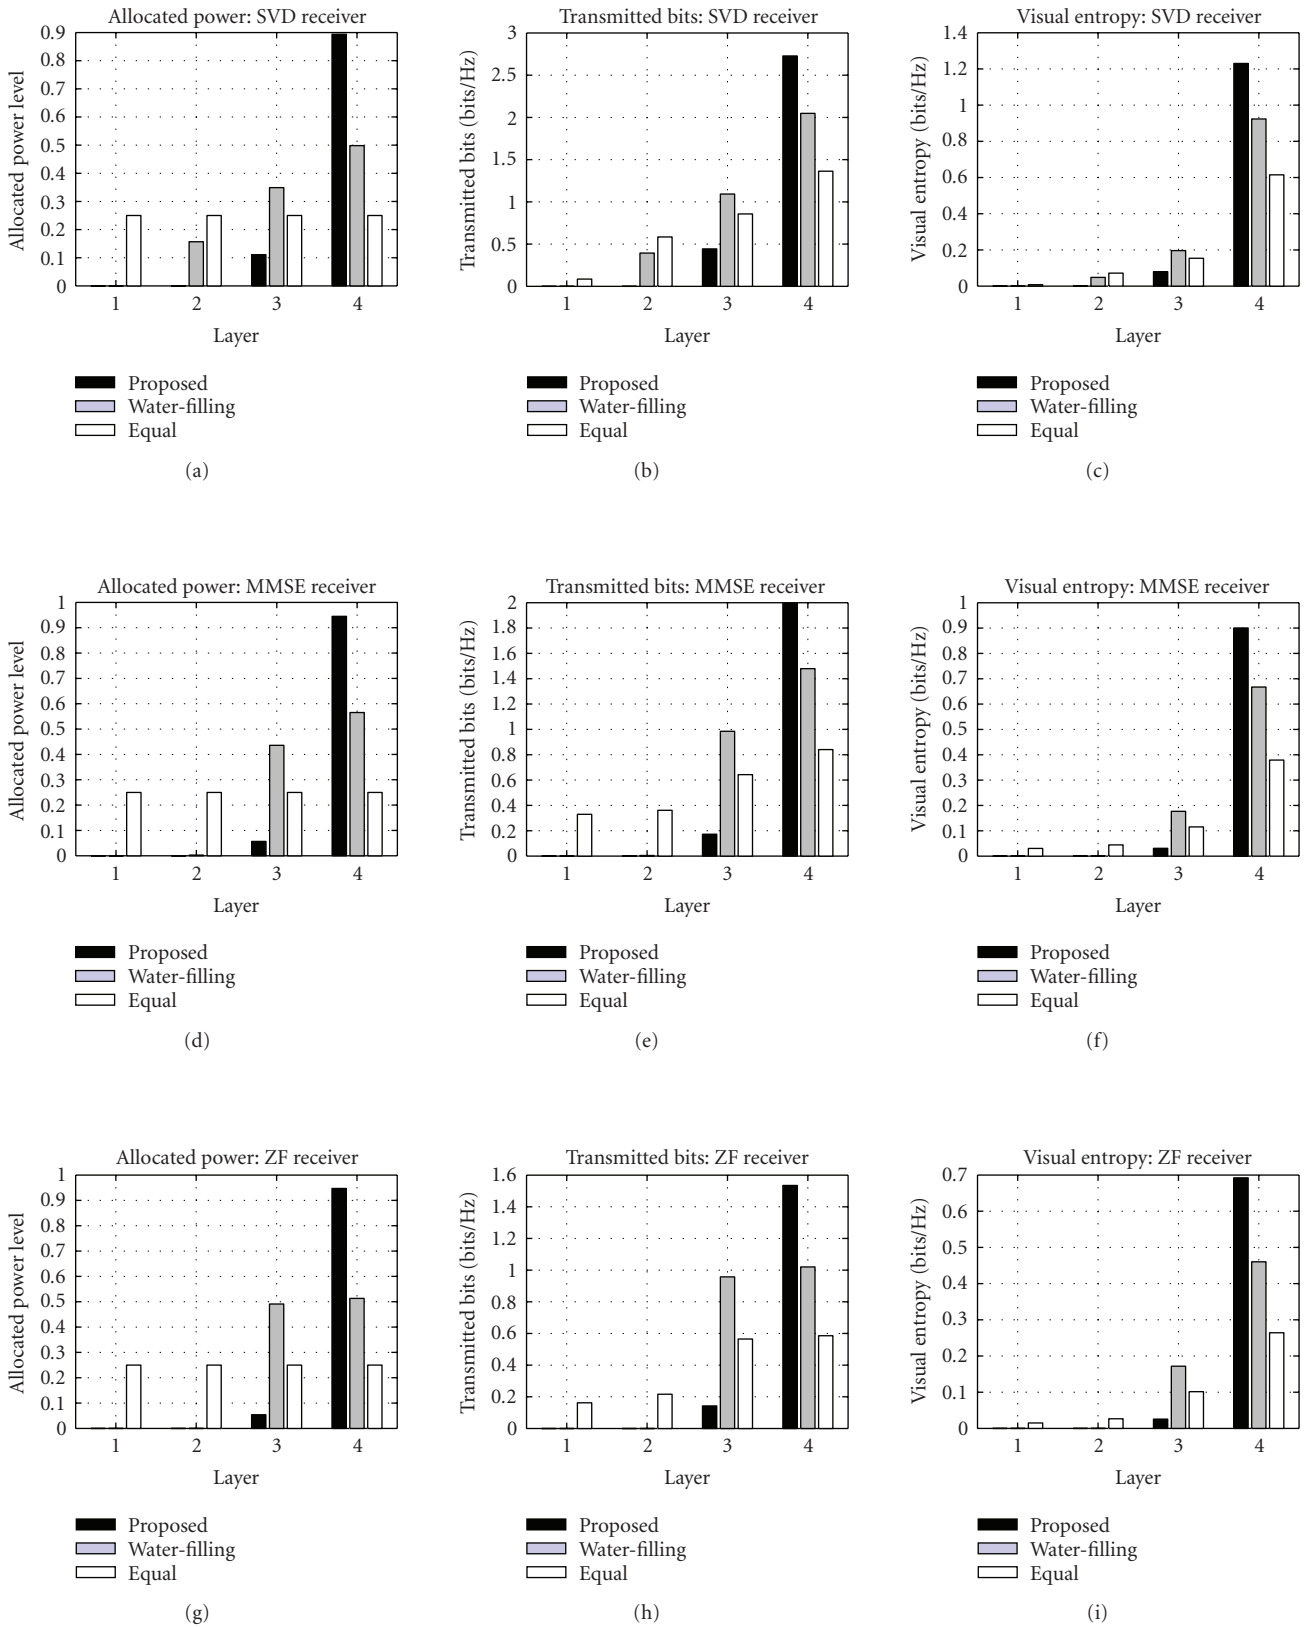 Allocated power: SVD receiver
Allocated power level
0.9
0.8
0.7
0.6
0.5
0.4
0.3
0.2
0.1
0
1 2 3 4
Layer
Proposed
Water-filling
Equal
(a)
Transmitted bits: SVD receiver
Transmitted bits (bits/Hz)
3
2.5
2
1.5
1
0.5
0
1 2 3 4
Layer
Proposed
Water-filling
Equal
(b)
Visual entropy: SVD receiver
Visual entropy (bits/Hz)
1.4
1.2
1
0.8
0.6
0.4
0.2
0
1 2 3 4
Layer
Proposed
Water-filling
Equal
(c)
Allocated power: MMSE receiver
Allocated power level
1
0.9
0.8
0.7
0.6
0.5
0.4
0.3
0.2
0.1
0
1 2 3 4
Layer
Proposed
Water-filling
Equal
(d)
Transmitted bits: MMSE receiver
Transmitted bits (bits/Hz)
2
1.8
1.6
1.4
1.2
1
0.8
0.6
0.4
0.2
0
1 2 3 4
Layer
Proposed
Water-filling
Equal
(e)
Visual entropy: MMSE receiver
Visual entropy (bits/Hz)
1
0.9
0.8
0.7
0.6
0.5
0.4
0.3
0.2
0.1
0
1 2 3 4
Layer
Proposed
Water-filling
Equal
(f)
Allocated power: ZF receiver
Allocated power level
1
0.9
0.8
0.7
0.6
0.5
0.4
0.3
0.2
0.1
0
1 2 3 4
Layer
Proposed
Water-filling
Equal
(g)
Transmitted bits: ZF receiver
Transmitted bits (bits/Hz)
1.6
1.4
1.2
1
0.8
0.6
0.4
0.2
0
1 2 3 4
Layer
Proposed
Water-filling
Equal
(h)
Visual entropy: ZF receiver
Visual entropy (bits/Hz)
0.7
0.6
0.5
0.4
0.3
0.2
0.1
0
1 2 3 4
Layer
Proposed
Water-filling
Equal
(i)